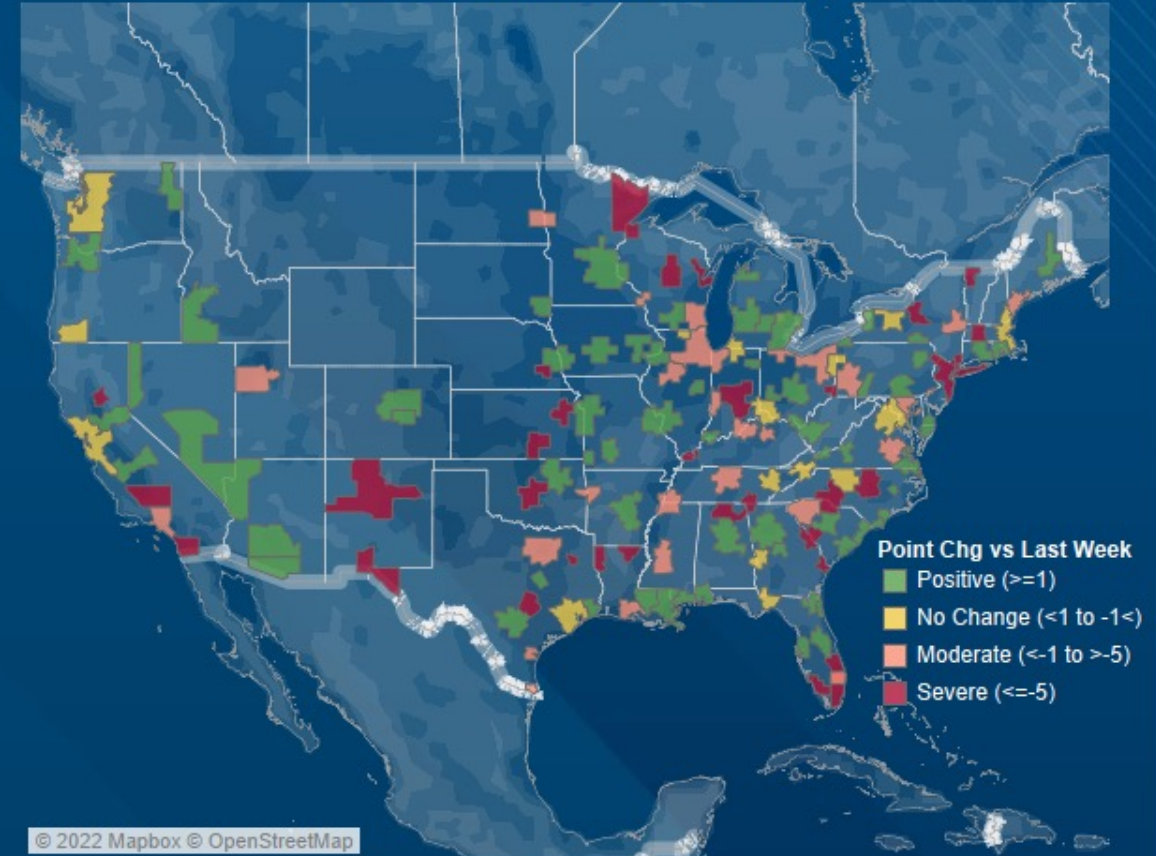 Point Chg vs Last Week
Positive (>=1)
No Change (<1 to -1<)
Moderate (<-1 to >-5)
Severe (<=-5)
© 2022 Mapbox © OpenStreetMap